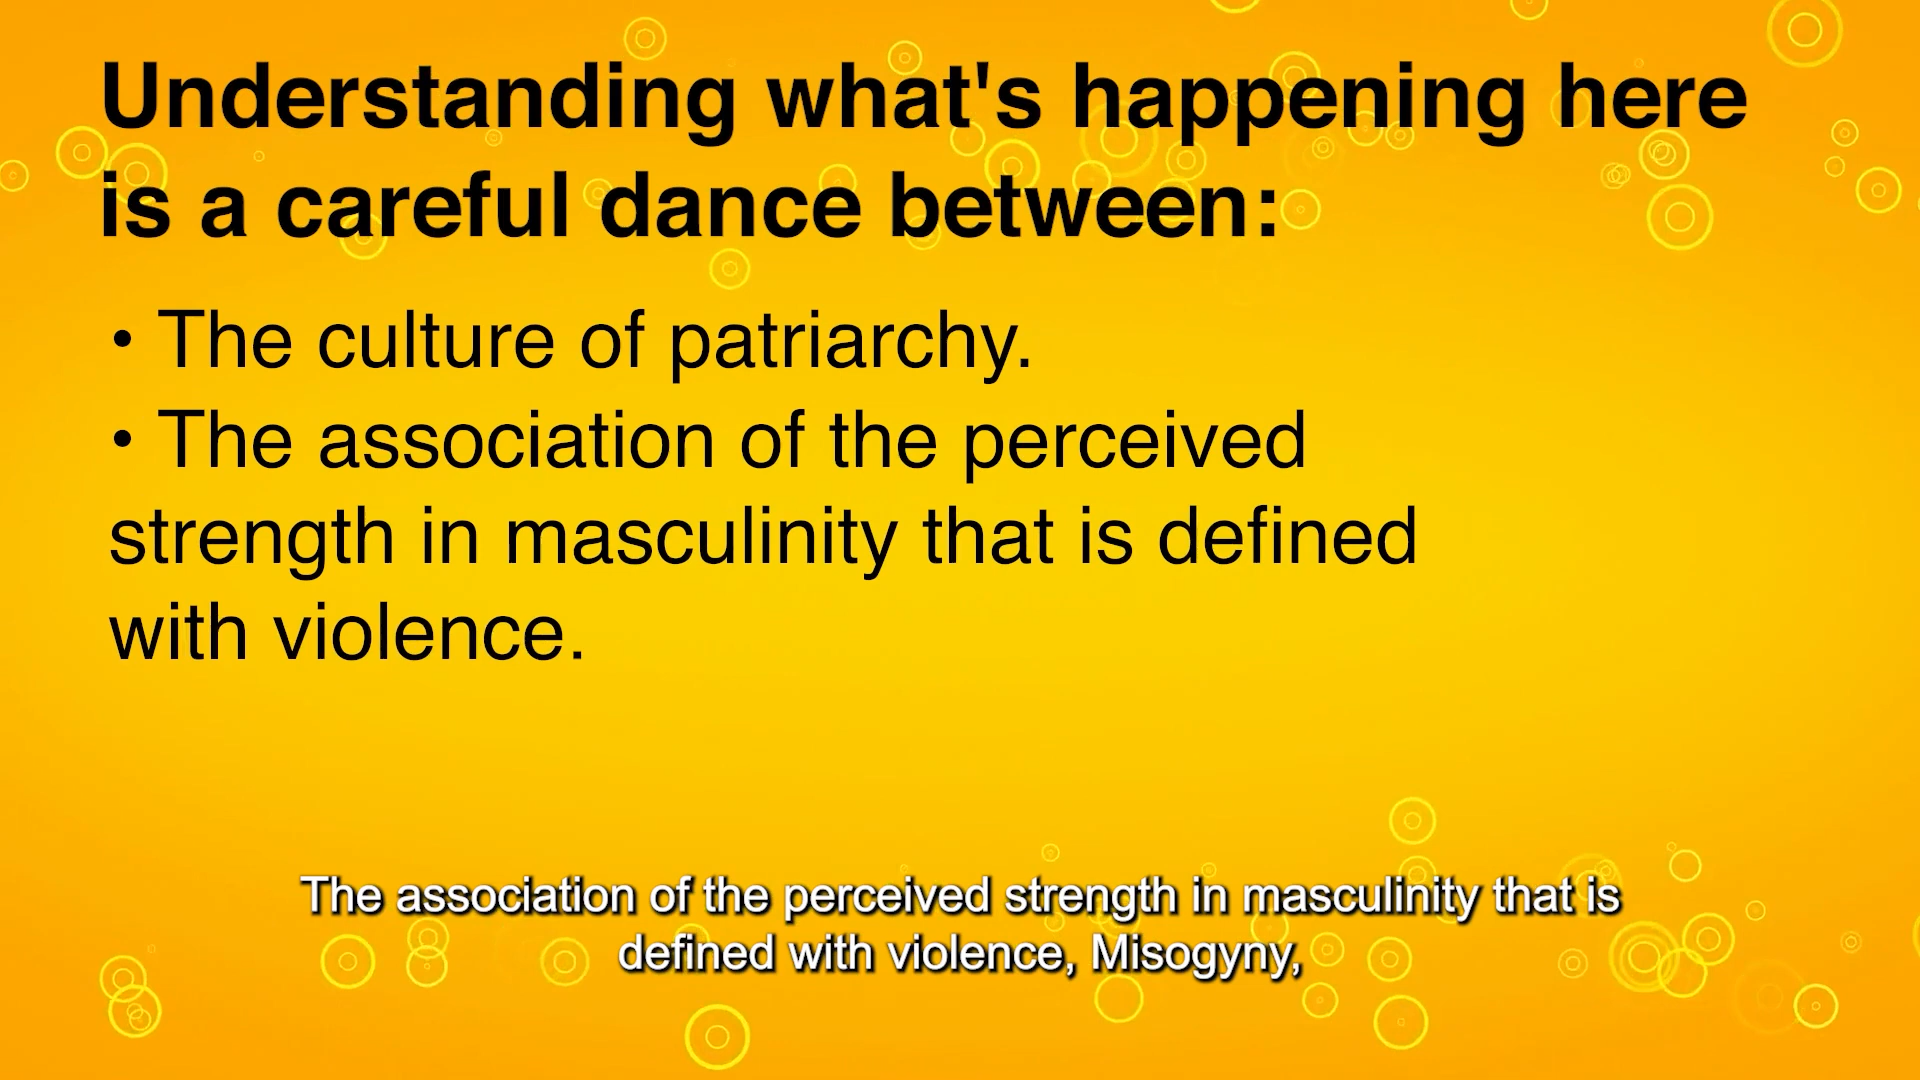 Understanding what's happening here
is a careful dance between:
• The culture of patriarchy.
• The association of the perceived
strength in masculinity that is defined
with violence.
The association of the perceived strength in masculinity that is
defined with violence, Misogyny,